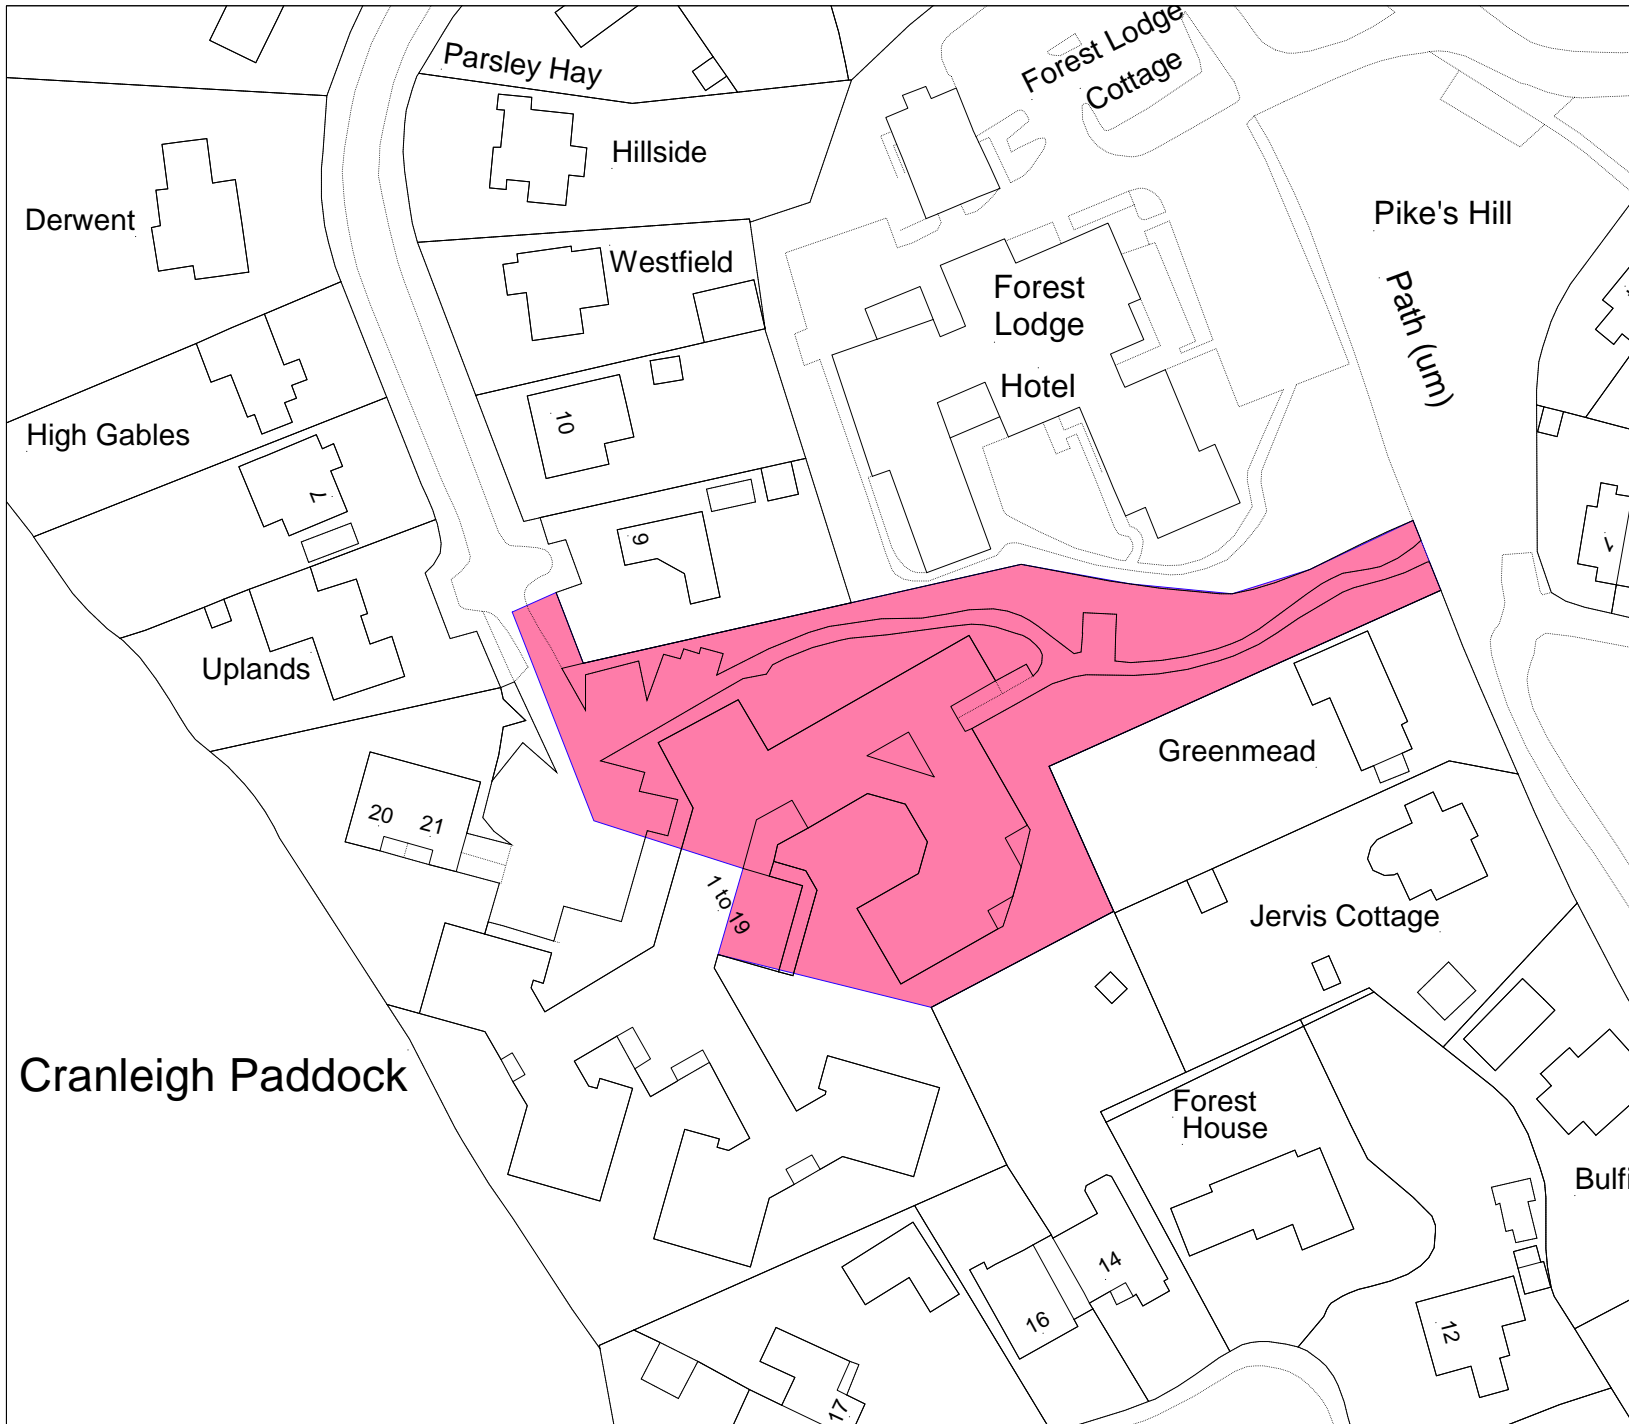 Parsley Hay
Forest Lodge
Cottage
Hillside
Derwent
Pike's Hill
Westfield
Forest
Lodge
Hotel
Path (um)
10
High Gables
7
9
Uplands
Greenmead
20
21
1 to 19
Jervis Cottage
Cranleigh Paddock
Forest
House
14
16
12
17